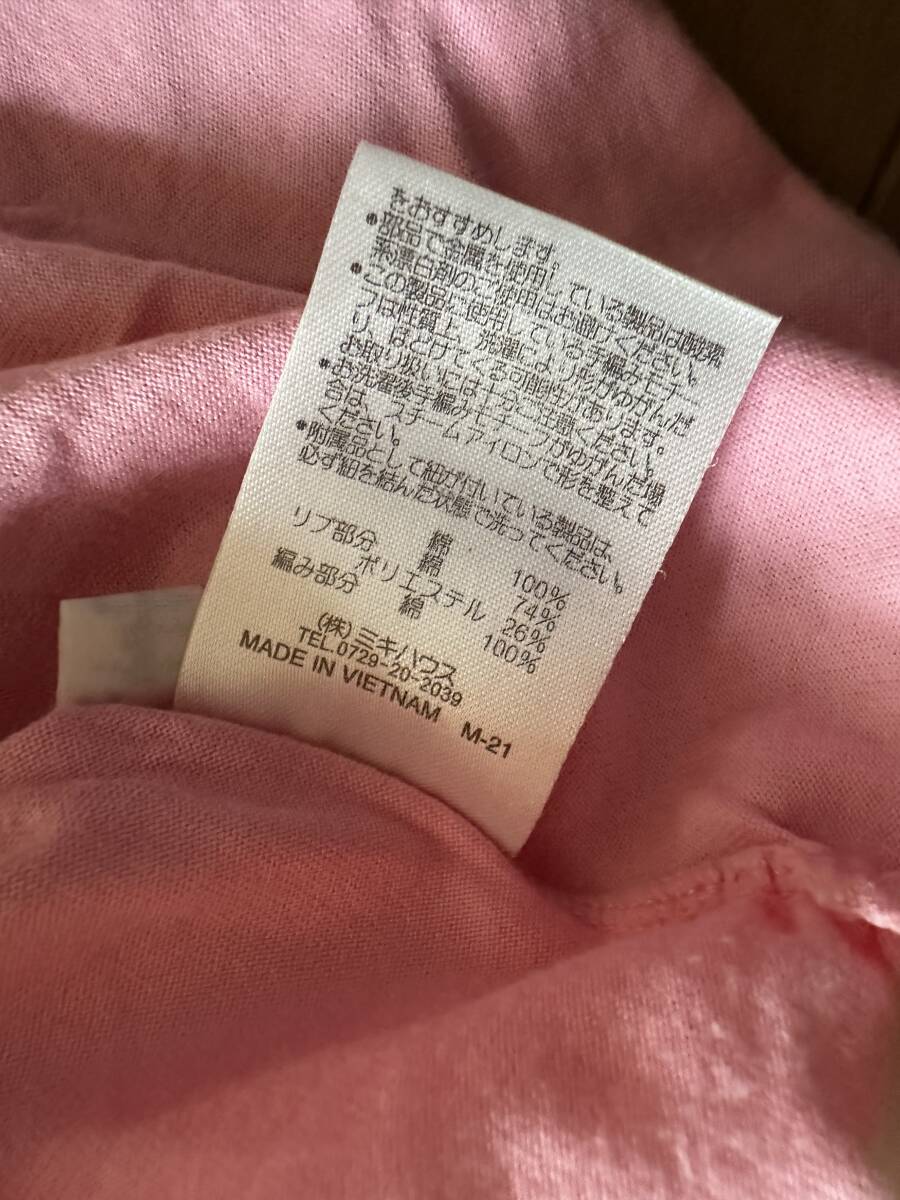 をおすすめします。
●部品で金属を使用している製品は酸素
系漂白剤のご使用はお避けください。
●この製品に使用している手編みモチー
フは性質上、洗濯により形がゆがんだ
り、ほどけてくる可能性があります。
お取り扱いには十分ご注意ください。
●お洗濯後手編みモチーフがゆがんだ場
合は、スチームアイロンで形を整えて
ください。
●附属品として紐が付いている製品は、
必ず紐を結んだ状態で洗ってください。
綿 100%
リブ部分 綿 74%
ポリエステル 26%
編み部分 綿 100%
(株)ミキハウス
TEL.0729-20-2039
MADE IN VIETNAM M-21